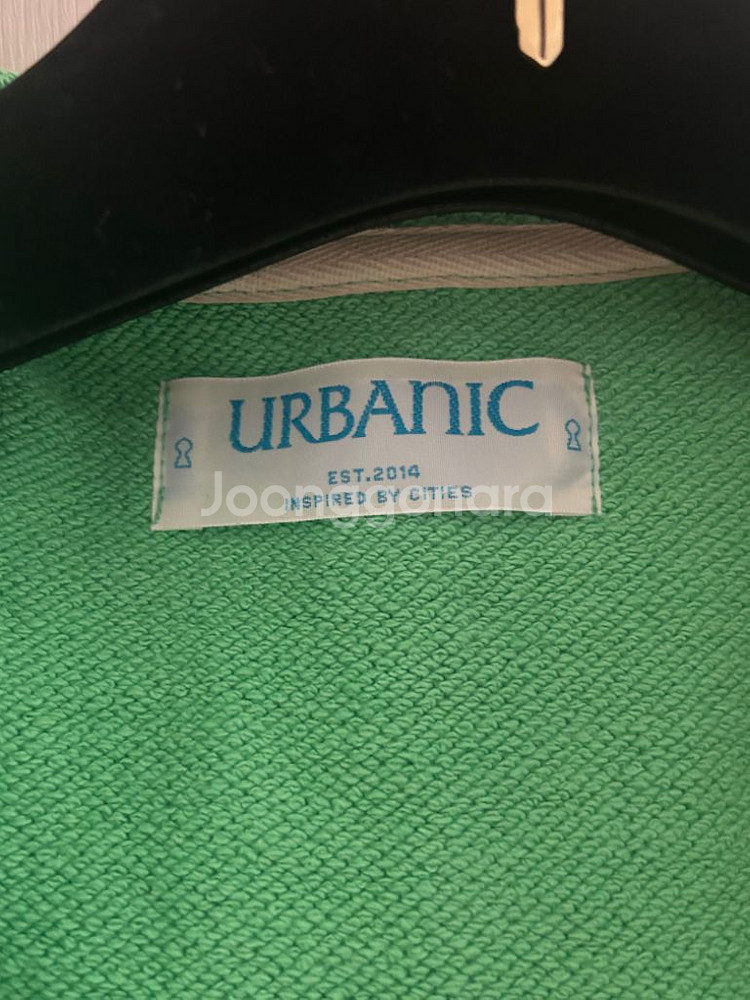 URBANIC
EST.2014
INSPIRED BY CITIES
Joonggonara